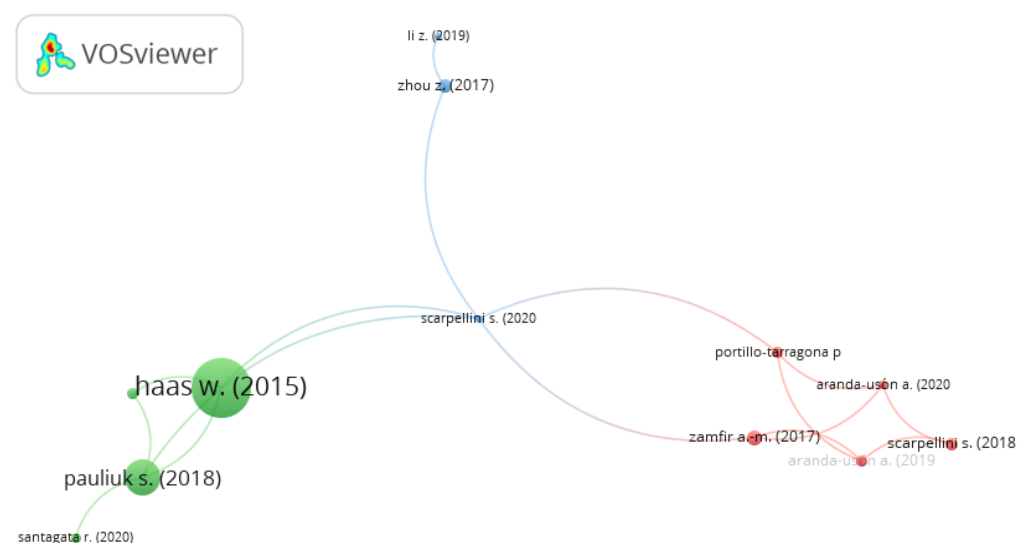 VOSviewer
li z. (2019)
zhou z. (2017)
scarpellini s. (2020
portillo-tarragona p
aranda-usón a. (2020
haas w. (2015)
zamfir a.-m. (2017)
scarpellini s. (2018
aranda-usón a. (2019
pauliuk s. (2018)
santagata r. (2020)